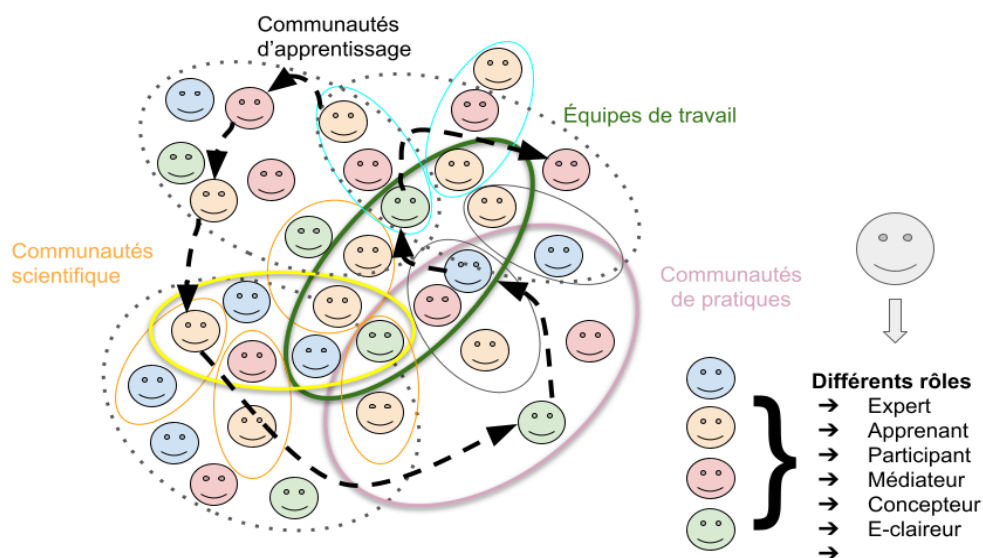 Communautés
d’apprentissage
Équipes de travail
Communautés
scientifique
Communautés
de pratiques
Différents rôles
➔ Expert
➔ Apprenant
➔ Participant
➔ Médiateur
➔ Concepteur
➔ E-claireur
➔